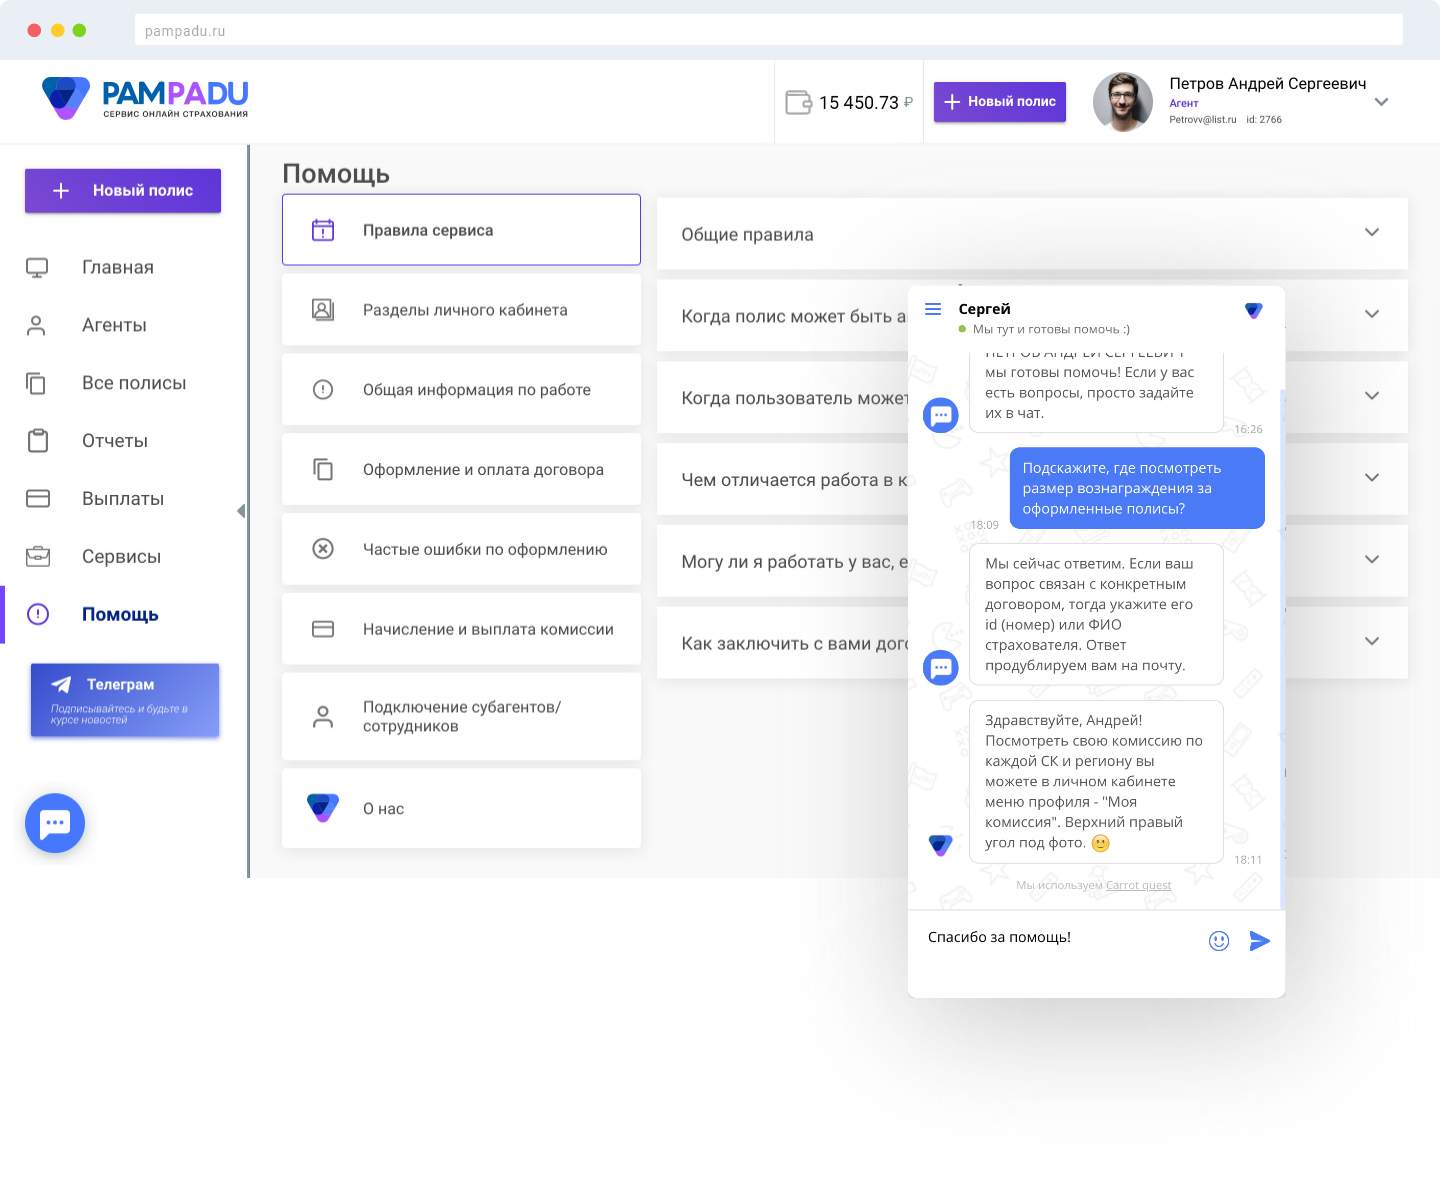 pampadu.ru
PAMPADU
СЕРВИС ОНЛАЙН СТРАХОВАНИЯ
15 450.73 ₽
Новый полис
Петров Андрей Сергеевич
Агент
Petrovv@list.ru id: 2766
Новый полис
Главная
Агенты
Все полисы
Отчеты
Выплаты
Сервисы
Помощь
Телеграм
Подписывайтесь и будьте в
курсе новостей
Помощь
Правила сервиса
Разделы личного кабинета
Общая информация по работе
Оформление и оплата договора
Частые ошибки по оформлению
Начисление и выплата комиссии
Подключение субагентов/
сотрудников
О нас
Общие правила
Когда полис может быть
Когда пользователь может
Чем отличается работа в
Могу ли я работать у вас,
Как заключить с вами
Сергей
Мы тут и готовы помочь :)
ПЕТРОВ АНДРЕЙ СЕРГЕЕВИЧ
мы готовы помочь! Если у вас
есть вопросы, просто задайте
их в чат.
16:26
Подскажите, где посмотреть
размер вознаграждения за
оформленные полисы?
18:09
Мы сейчас ответим. Если ваш
вопрос связан с конкретным
договором, тогда укажите его
id (номер) или ФИО
страхователя. Ответ
продублируем вам на почту.
Здравствуйте, Андрей!
Посмотреть свою комиссию по
каждой СК и региону вы
можете в личном кабинете
меню профиля - "Моя
комиссия". Верхний правый
угол под фото. 🙂
18:11
Мы используем Carrot quest
Спасибо за помощь!